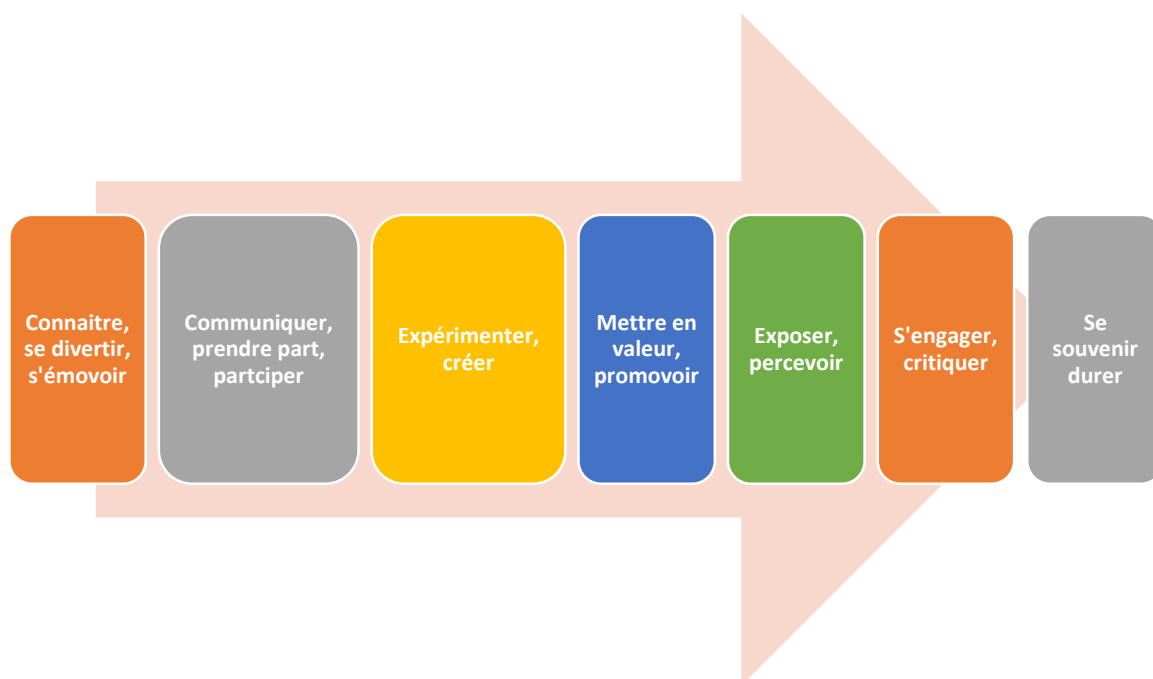 Connaitre,
se divertir,
s'émovoir
Communiquer,
prendre part,
partciper
Expérimenter,
créer
Mettre en
valeur,
promovoir
Exposer,
percevoir
S'engager,
critiquer
Se
souvenir
durer